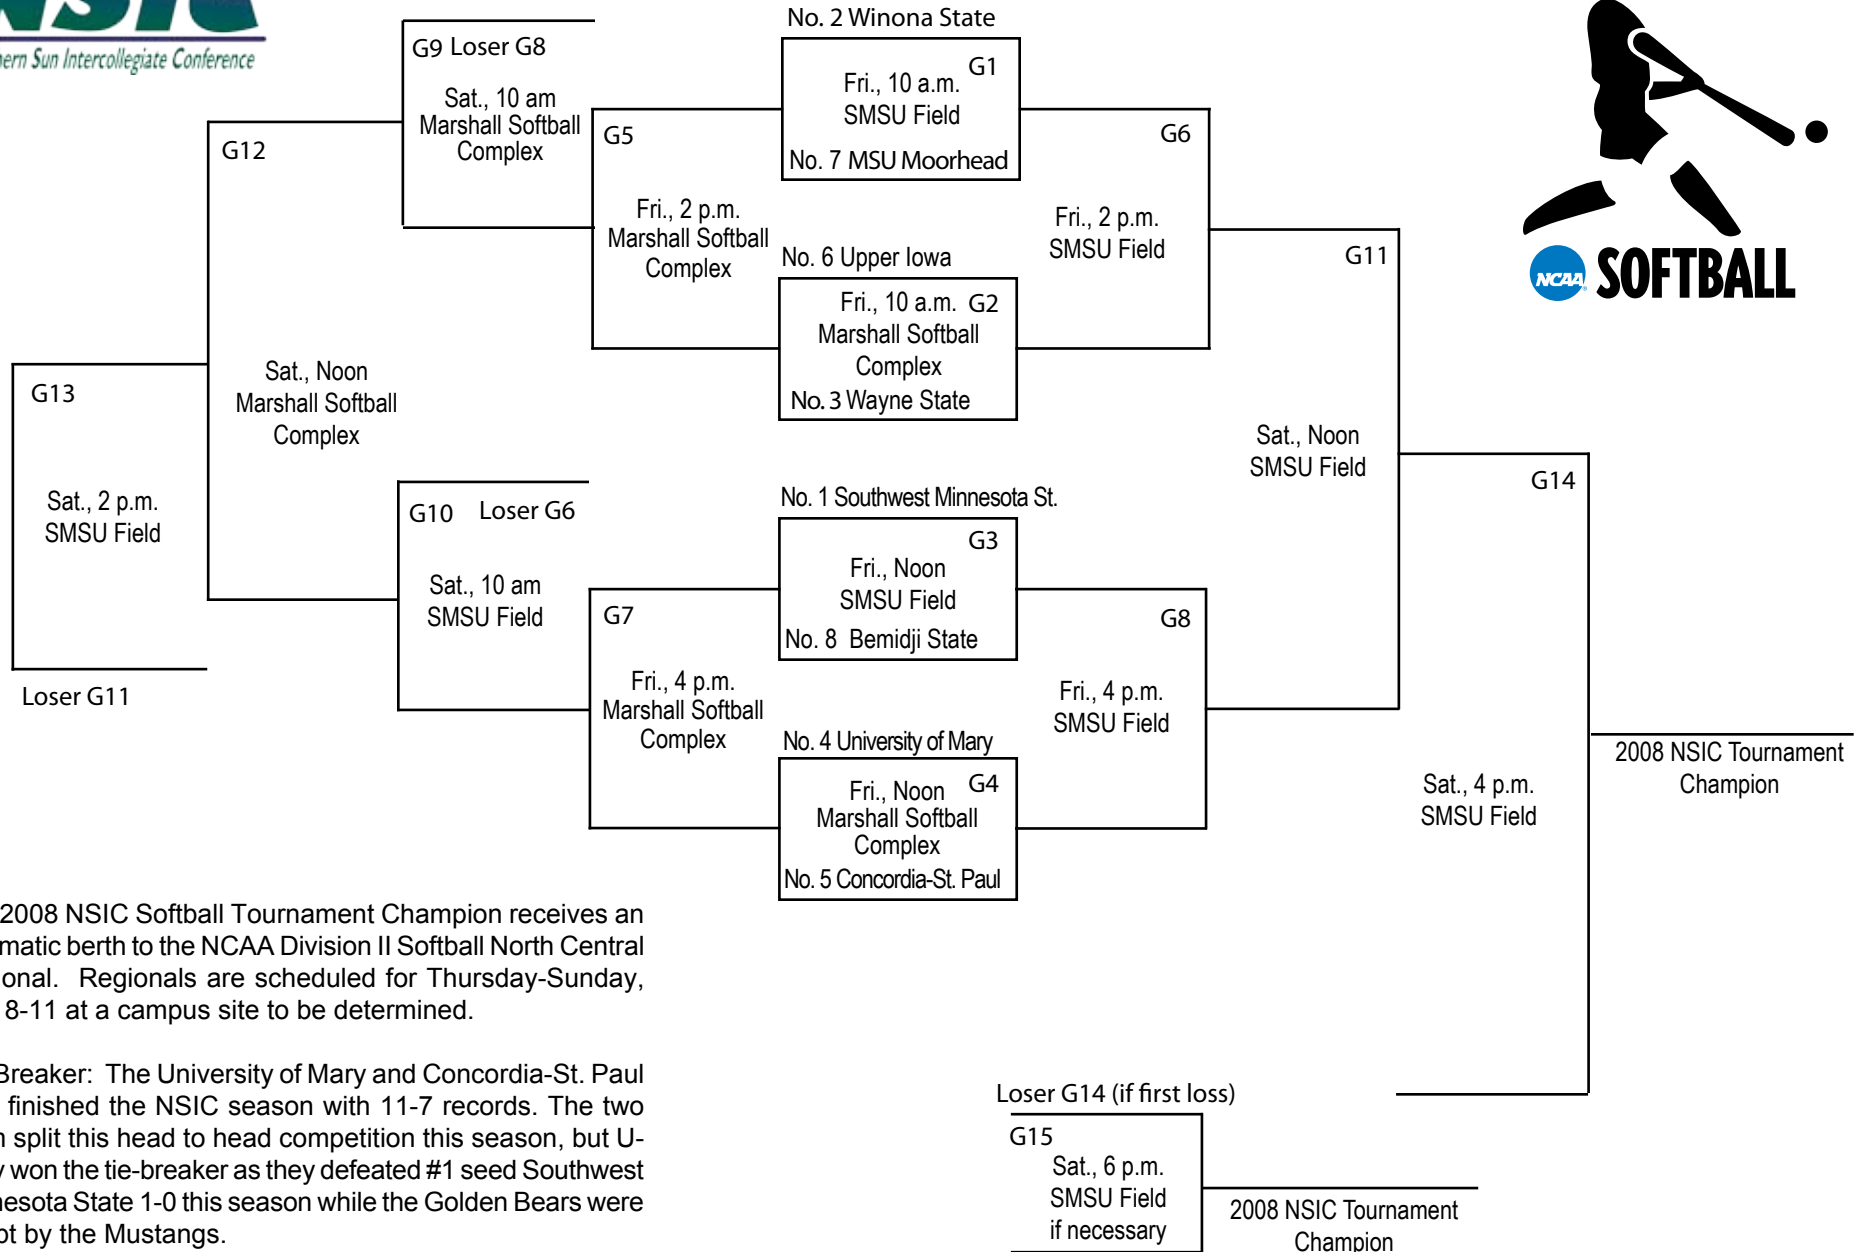 NSIC
hern Sun Intercollegiate Conference
G9 Loser G8
Sat., 10 am
Marshall Softball
Complex
G12
Sat., Noon
Marshall Softball
Complex
G13
Sat., 2 p.m.
SMSU Field
Loser G11
G10 Loser G6
Sat., 10 am
SMSU Field
G5
Fri., 2 p.m.
Marshall Softball
Complex
G7
Fri., 4 p.m.
Marshall Softball
Complex
No. 2 Winona State
G1
Fri., 10 a.m.
SMSU Field
No. 7 MSU Moorhead
No. 6 Upper Iowa
Fri., 10 a.m. G2
Marshall Softball
Complex
No. 3 Wayne State
No. 1 Southwest Minnesota St.
G3
Fri., Noon
SMSU Field
No. 8 Bemidji State
No. 4 University of Mary
Fri., Noon G4
Marshall Softball
Complex
No. 5 Concordia-St. Paul
G6
Fri., 2 p.m.
SMSU Field
G8
Fri., 4 p.m.
SMSU Field
G11
Sat., Noon
SMSU Field
G14
Sat., 4 p.m.
SMSU Field
2008 NSIC Tournament
Champion
NCAA SOFTBALL
Loser G14 (if first loss)
G15
Sat., 6 p.m.
SMSU Field
if necessary
2008 NSIC Tournament
Champion
2008 NSIC Softball Tournament Champion receives an
matic berth to the NCAA Division II Softball North Central
onal. Regionals are scheduled for Thursday-Sunday,
8-11 at a campus site to be determined.
Breaker: The University of Mary and Concordia-St. Paul
finished the NSIC season with 11-7 records. The two
n split this head to head competition this season, but U-
y won the tie-breaker as they defeated #1 seed Southwest
nesota State 1-0 this season while the Golden Bears were
pt by the Mustangs.